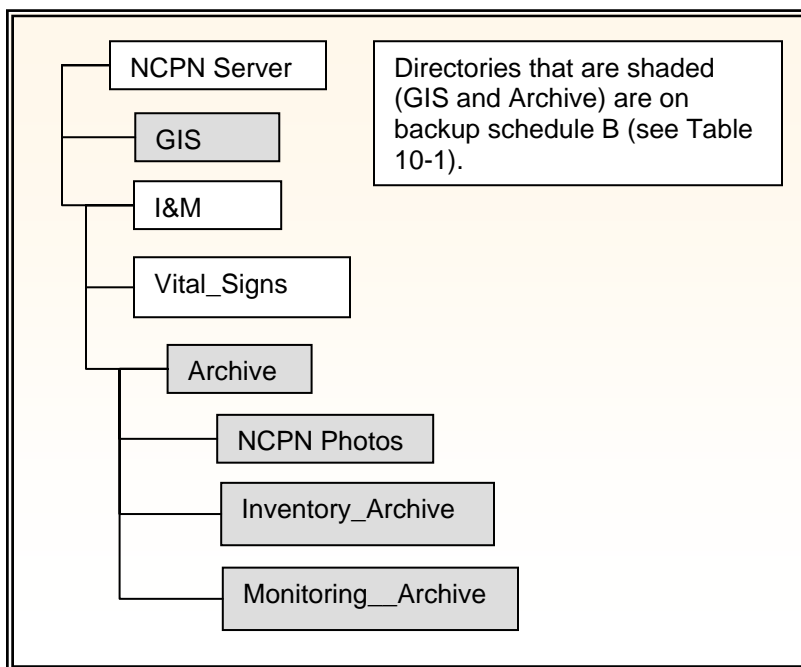 NCPN Server
Directories that are shaded
(GIS and Archive) are on
backup schedule B (see Table
10-1).
GIS
I&M
Vital_Signs
Archive
NCPN Photos
Inventory_Archive
Monitoring__Archive